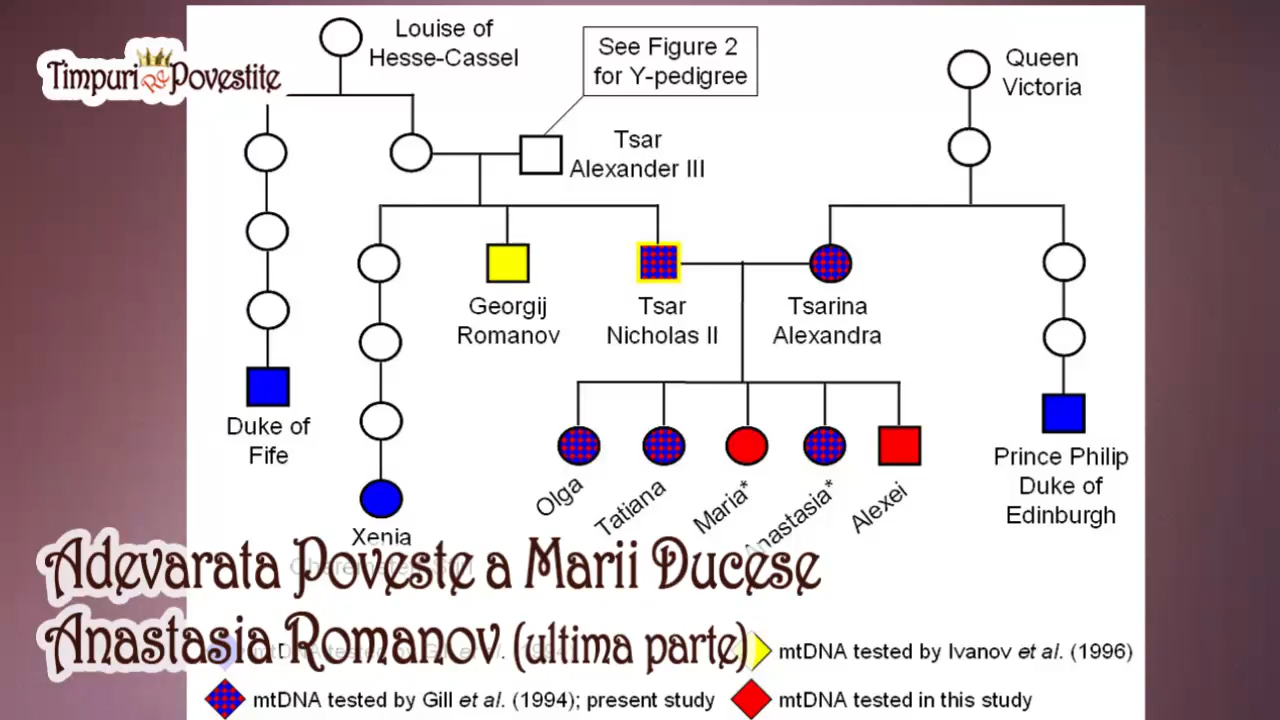 Louise of
Hesse-Cassel
See Figure 2
for Y-pedigree
Queen
Victoria
Timpuri RePovestite
Tsar
Alexander III
Georgij
Romanov
Tsar
Nicholas II
Tsarina
Alexandra
Duke of
Fife
Olga
Tatiana
Maria*
Anastasia*
Alexei
Prince Philip
Duke of
Edinburgh
Xenia
Adevarata Poveste a Marii Ducese
Anastasia Romanov (ultima parte)
mtDNA tested by Ivanov et al. (1996)
mtDNA tested by Gill et al. (1994); present study
mtDNA tested in this study